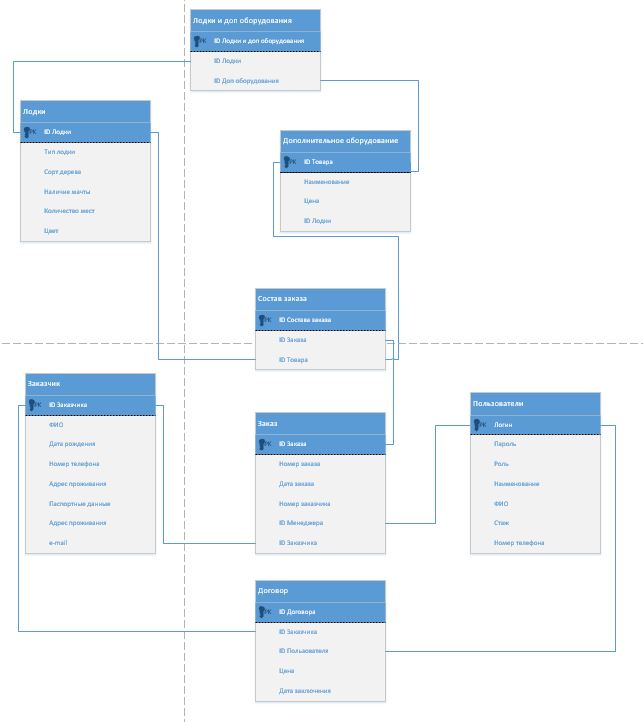 Лодки и доп оборудования
PK ID Лодки и доп оборудования
ID Лодки
ID Доп оборудования
Лодки
PK ID Лодки
Тип лодки
Сорт дерева
Наличие мачты
Количество мест
Цвет
Дополнительное оборудование
PK ID Товара
Наименование
Цена
ID Лодки
Состав заказа
PK ID Состава заказа
ID Заказа
ID Товара
Заказчик
PK ID Заказчика
ФИО
Дата рождения
Номер телефона
Адрес проживания
Паспортные данные
Адрес проживания
e-mail
Заказ
PK ID Заказа
Номер заказа
Дата заказа
Номер заказчика
ID Менеджера
ID Заказчика
Пользователи
PK Логин
Пароль
Роль
Наименование
ФИО
Стаж
Номер телефона
Договор
PK ID Договора
ID Заказчика
ID Пользователя
Цена
Дата заключения